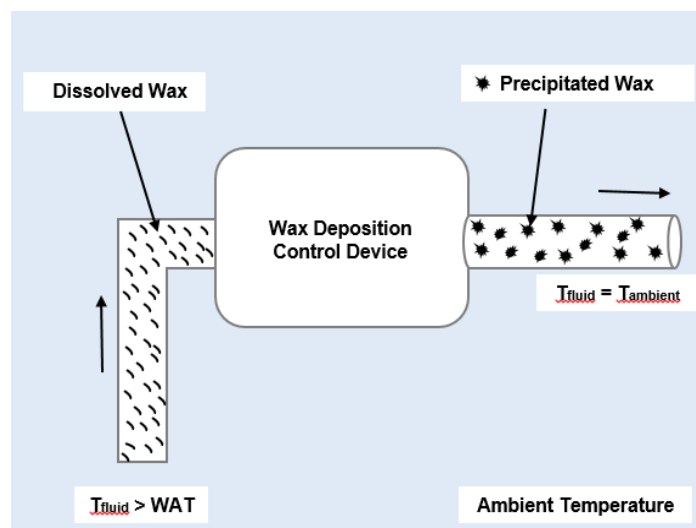 Dissolved Wax
Precipitated Wax
Wax Deposition
Control Device
Tfluid = Tambient
Tfluid > WAT
Ambient Temperature